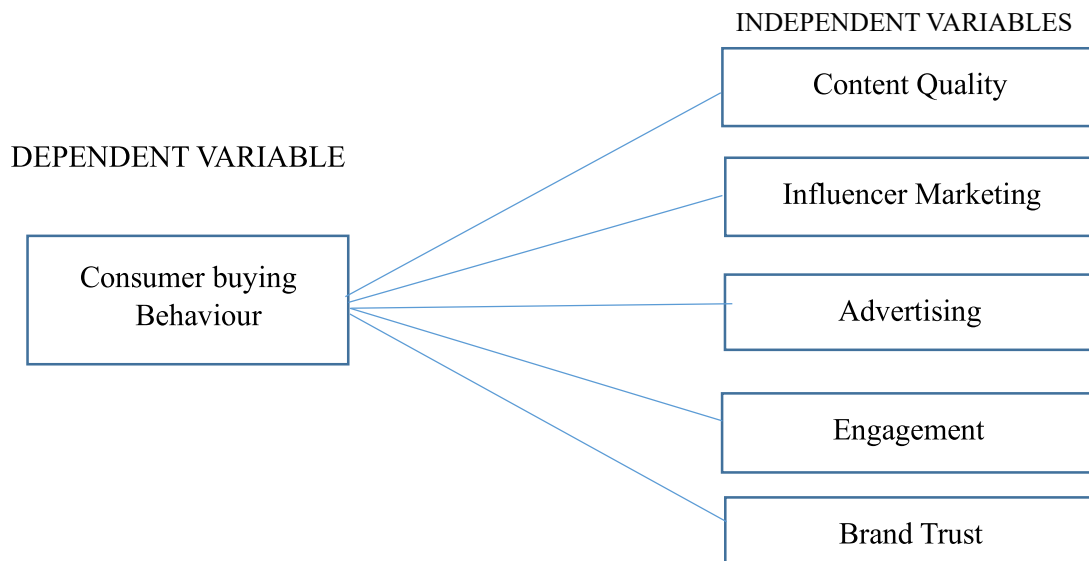 INDEPENDENT VARIABLES
Content Quality
DEPENDENT VARIABLE
Influencer Marketing
Consumer buying
Behaviour
Advertising
Engagement
Brand Trust